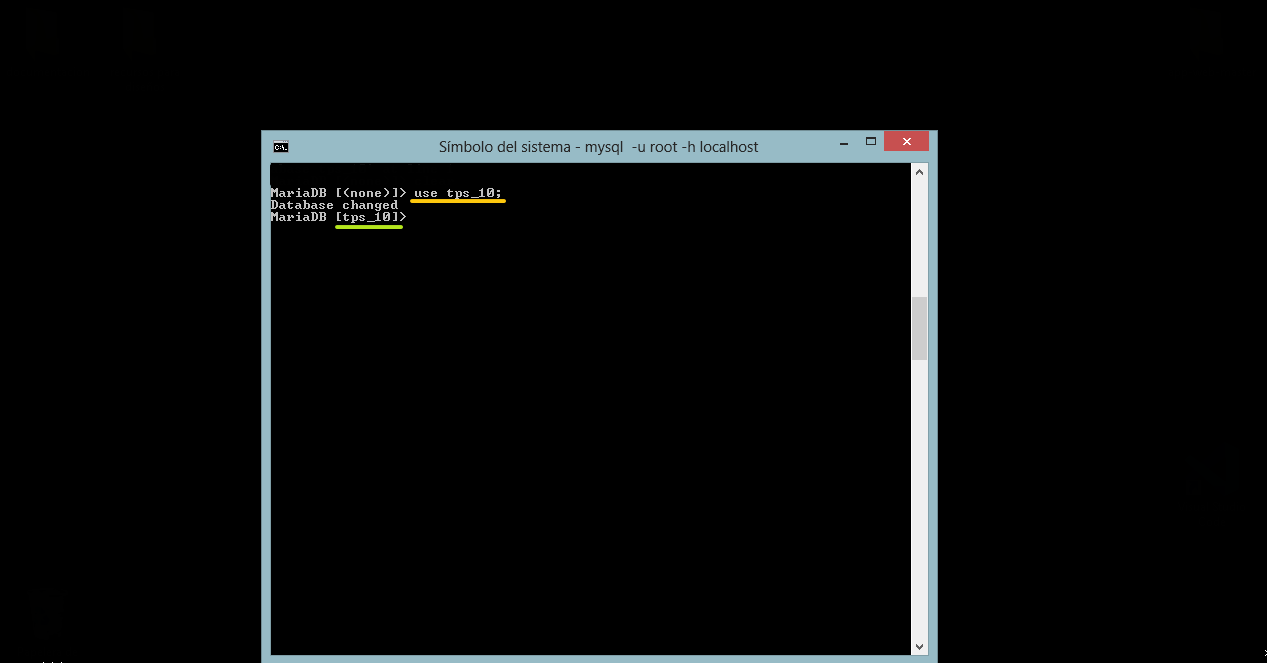 Símbolo del sistema - mysql  -u root -h localhost
MariaDB [(none)]> use tps_10;
Database changed
MariaDB [tps_10]>